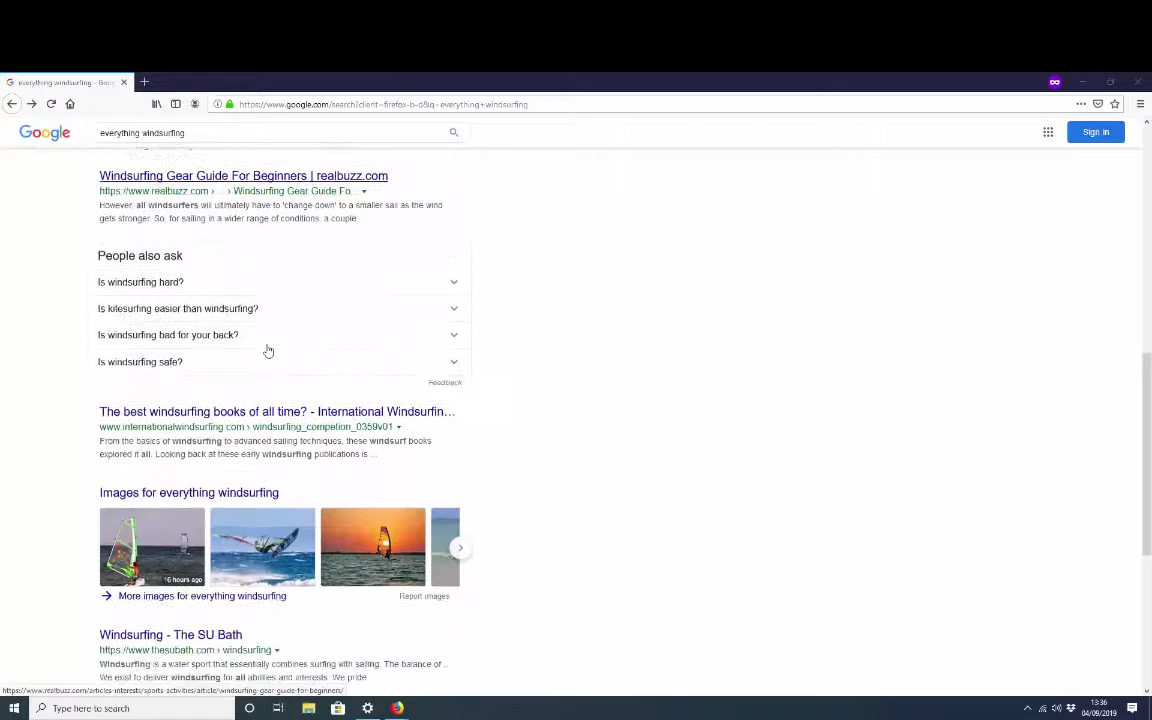 everything windsurfing - Goo
https://www.google.com/search?client=firefox-b-d&q=everything+windsurfing
Google
everything windsurfing
Sign in
Windsurfing Gear Guide For Beginners | realbuzz.com
https://www.realbuzz.com › ... › Windsurfing Gear Guide Fo...
However, all windsurfers will ultimately have to 'change down' to a smaller sail as the wind
gets stronger. So, for sailing in a wider range of conditions, a couple ...
People also ask
Is windsurfing hard?
Is kitesurfing easier than windsurfing?
Is windsurfing bad for your back?
Is windsurfing safe?
Feedback
The best windsurfing books of all time? - International Windsurfin...
www.internationalwindsurfing.com › windsurfing_competion_0359v01
From the basics of windsurfing to advanced sailing techniques, these windsurf books
explored it all. Looking back at these early windsurfing publications is ...
Images for everything windsurfing
16 hours ago
More images for everything windsurfing
Report images
Windsurfing - The SU Bath
https://www.thesubath.com › windsurfing
Windsurfing is a water sport that essentially combines surfing with sailing. The balance of ...
We exist to deliver windsurfing for all abilities and interests. We pride
https://www.realbuzz.com/articles-interests/sports-activities/article/windsurfing-gear-guide-for-beginners/
Type here to search
13:36
04/09/2019